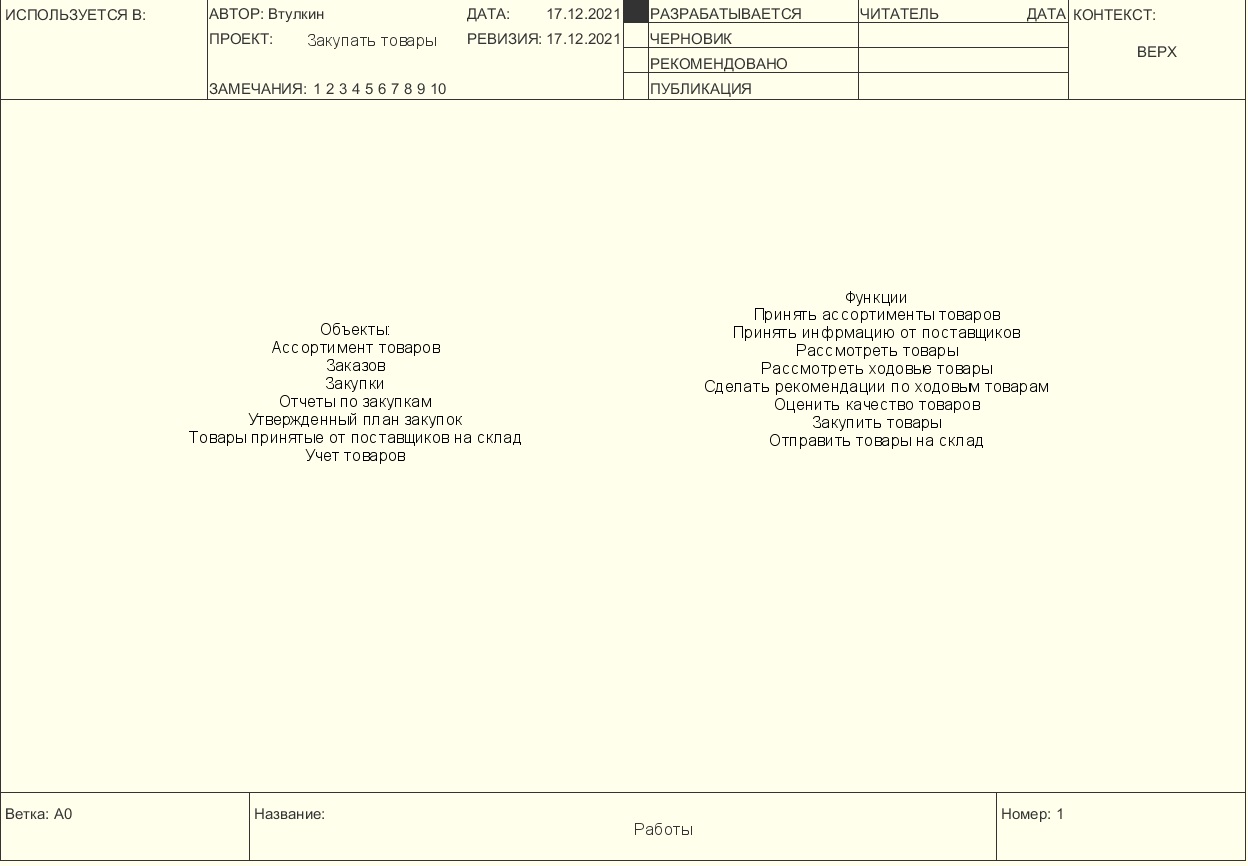 ИСПОЛЬЗУЕТСЯ В:
АВТОР: Втулкин
ДАТА: 17.12.2021
ПРОЕКТ: Закупать товары
РЕВИЗИЯ: 17.12.2021
ЗАМЕЧАНИЯ: 1 2 3 4 5 6 7 8 9 10
РАЗРАБАТЫВАЕТСЯ
ЧЕРНОВИК
РЕКОМЕНДОВАНО
ПУБЛИКАЦИЯ
ЧИТАТЕЛЬ ДАТА
КОНТЕКСТ:
ВЕРХ
Объекты:
Ассортимент товаров
Заказов
Закупки
Отчеты по закупкам
Утвержденный план закупок
Товары принятые от поставщиков на склад
Учет товаров
Функции
Принять ассортименты товаров
Принять инфрмацию от поставщиков
Рассмотреть товары
Рассмотреть ходовые товары
Сделать рекомендации по ходовым товарам
Оценить качество товаров
Закупить товары
Отправить товары на склад
Ветка: A0
Название:
Работы
Номер: 1